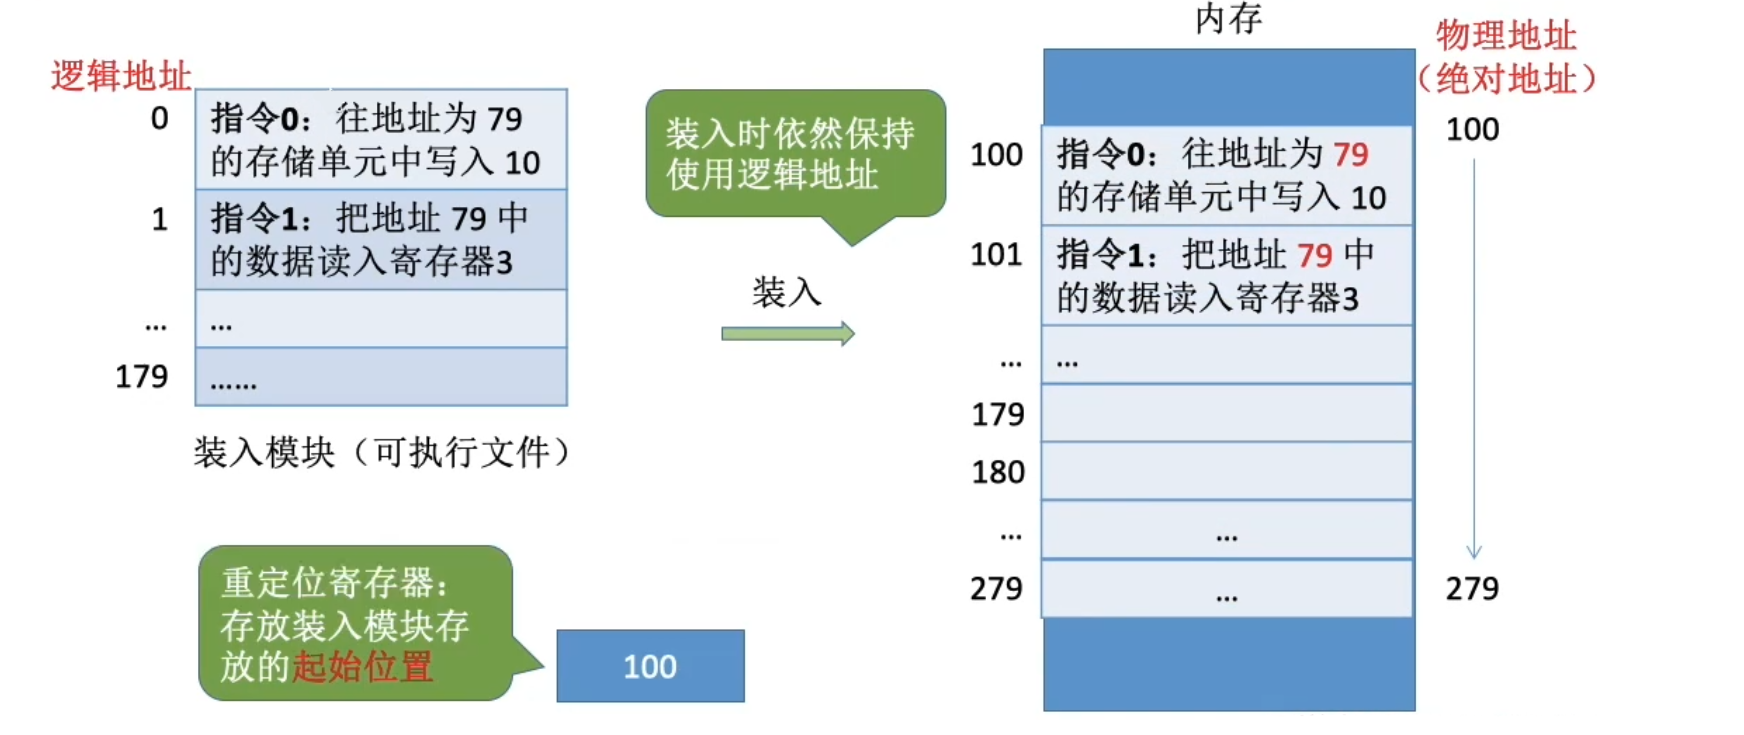 逻辑地址
0
指令0：往地址为 79
的存储单元中写入 10
1
指令1：把地址 79 中
的数据读入寄存器3
...
...
179
......
装入模块（可执行文件）
装入时依然保持
使用逻辑地址
装入
重定位寄存器：
存放装入模块存
放的起始位置
100
内存
物理地址
（绝对地址）
100
指令0：往地址为 79
的存储单元中写入 10
100
101
指令1：把地址 79 中
的数据读入寄存器3
...
...
179
180
...
...
279
...
279